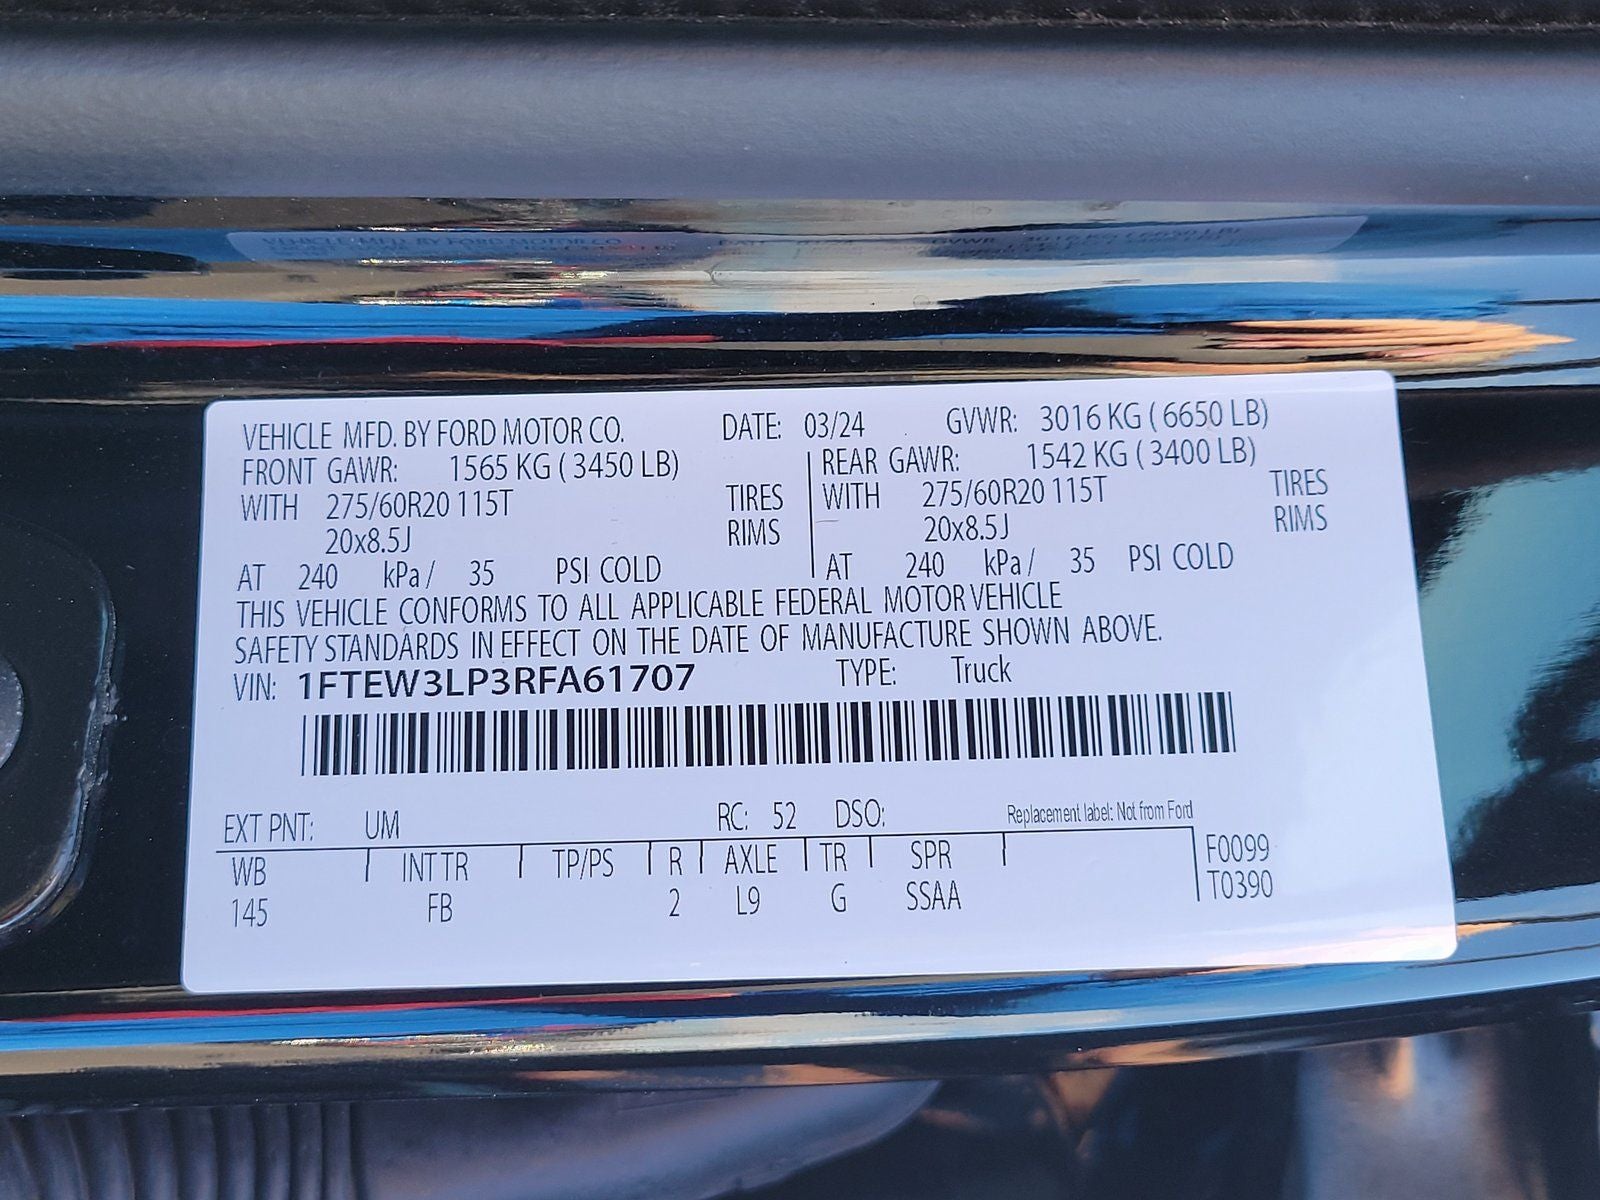 VEHICLE MFD. BY FORD MOTOR CO. DATE: 03/24 GVWR: 3016 KG ( 6650 LB)
FRONT GAWR: 1565 KG ( 3450 LB) REAR GAWR: 1542 KG ( 3400 LB)
WITH 275/60R20 115T TIRES WITH 275/60R20 115T TIRES
20x8.5J RIMS 20x8.5J RIMS
AT 240 kPa / 35 PSI COLD AT 240 kPa / 35 PSI COLD
THIS VEHICLE CONFORMS TO ALL APPLICABLE FEDERAL MOTOR VEHICLE
SAFETY STANDARDS IN EFFECT ON THE DATE OF MANUFACTURE SHOWN ABOVE.
VIN: 1FTEW3LP3RFA61707 TYPE: Truck
EXT PNT: UM RC: 52 DSO: Replacement label: Not from Ford
WB INT TR TP/PS R AXLE TR SPR F0099
145 FB 2 L9 G SSAA T0390